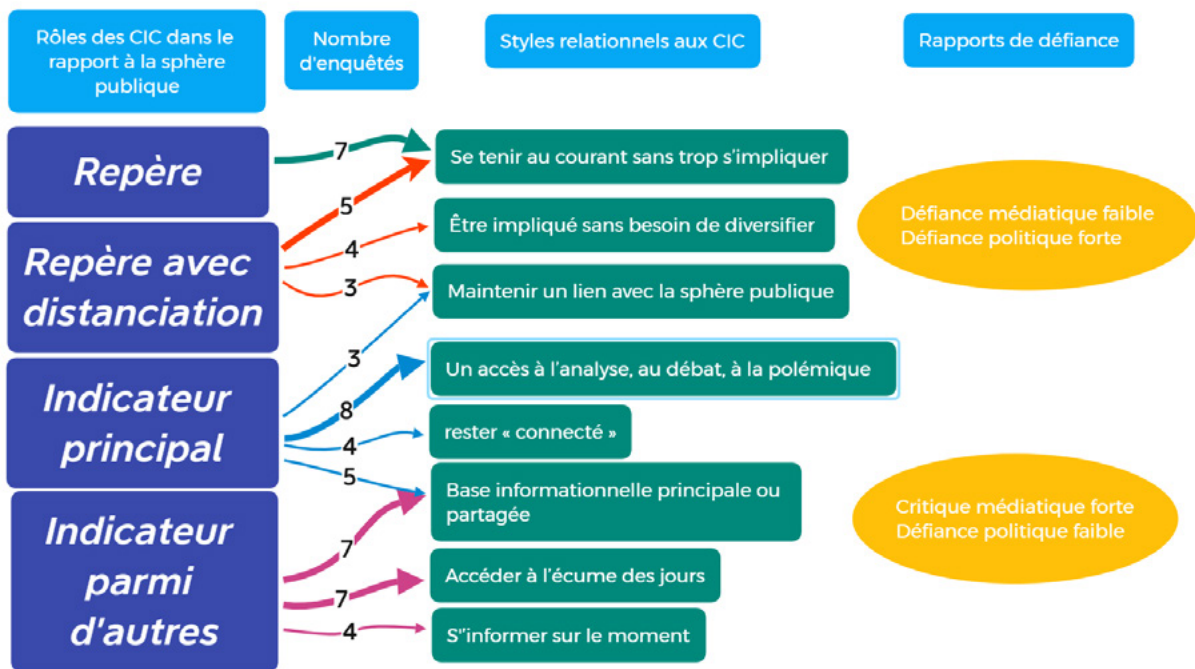 Rôles des CIC dans le
rapport à la sphère
publique
Nombre
d'enquêtés
Styles relationnels aux CIC
Rapports de défiance
Repère
7
Se tenir au courant sans trop s'impliquer
5
Repère avec
distanciation
4
Être impliqué sans besoin de diversifier
3
Maintenir un lien avec la sphère publique
Défiance médiatique faible
Défiance politique forte
Indicateur
principal
3
8
Un accès à l'analyse, au débat, à la polémique
4
rester « connecté »
5
Base informationnelle principale ou
partagée
Indicateur
parmi
d'autres
7
7
Accéder à l'écume des jours
4
S''informer sur le moment
Critique médiatique forte
Défiance politique faible